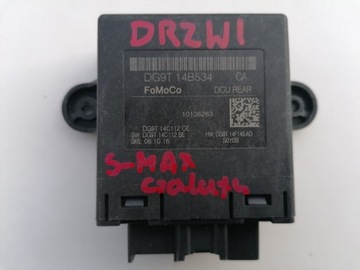 DRZWI
DG9T 14B534 CA
FoMoCo DCU REAR
10136263
DG9T 14C112 CE
SW DG9T 14C112 BE HW DG9T 14F145 AD
DATE 06.10.16 S0Y0B
S-MAX